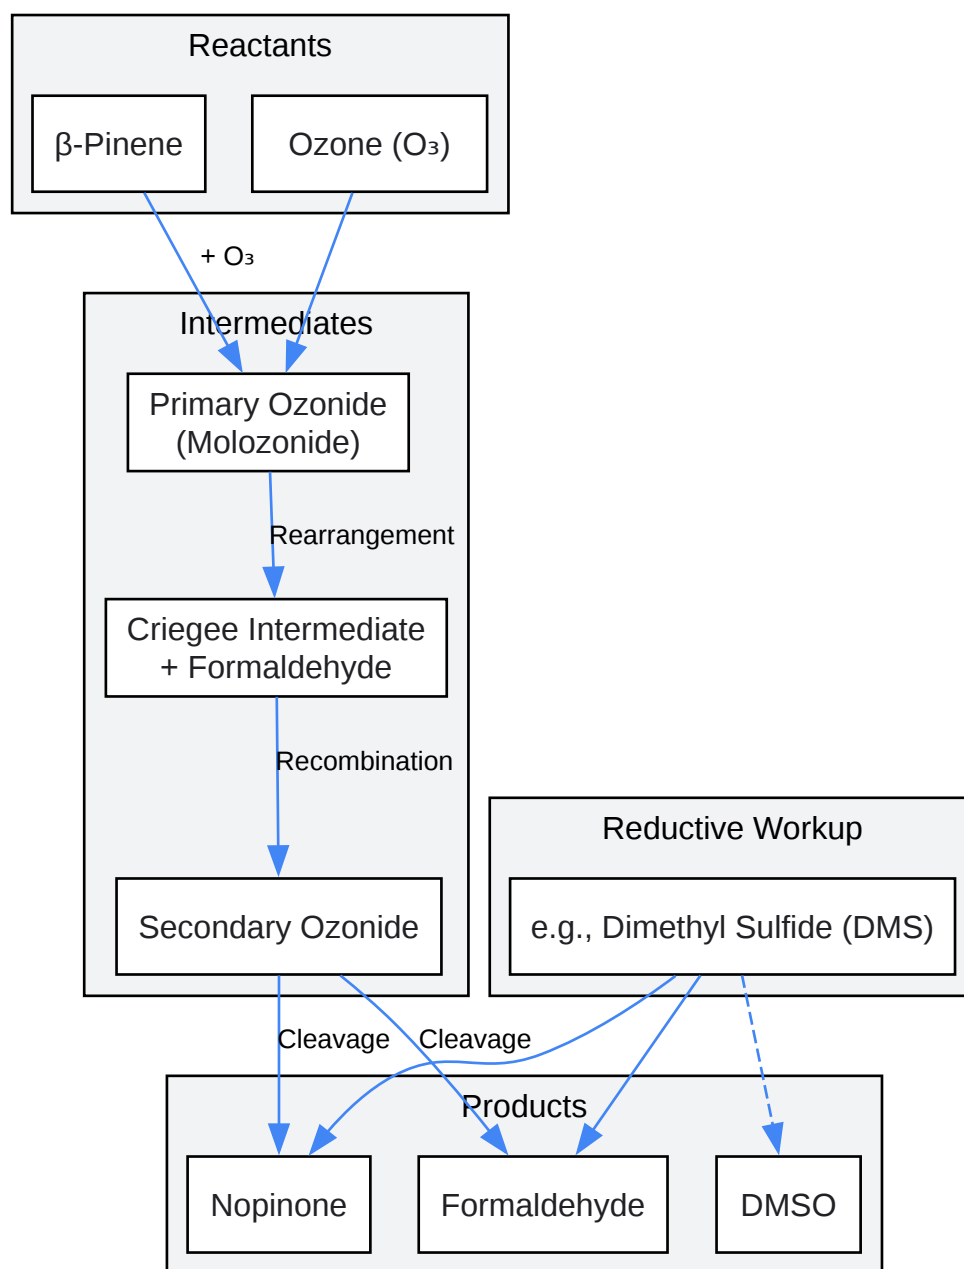 Reactants
β-Pinene
Ozone (O₃)
+ O₃
Intermediates
Primary Ozonide
(Molozonide)
Rearrangement
Criegee Intermediate
+ Formaldehyde
Recombination
Reductive Workup
Secondary Ozonide
e.g., Dimethyl Sulfide (DMS)
Cleavage
Cleavage
Products
Nopinone
Formaldehyde
DMSO